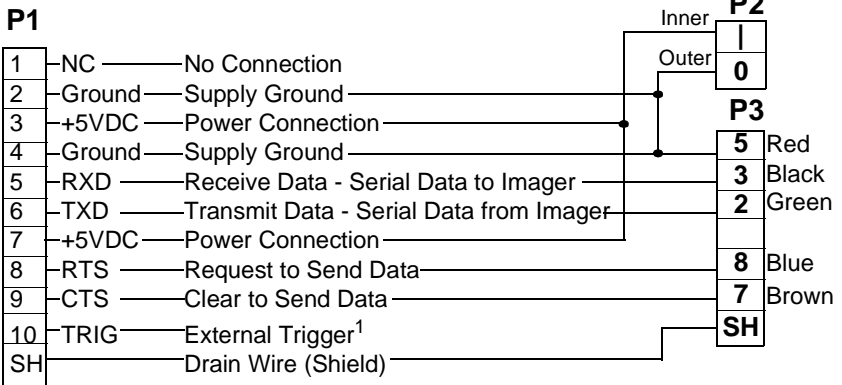 P1
P2
Inner
|
Outer
0
P3
1 NC No Connection
2 Ground Supply Ground
3 +5VDC Power Connection
4 Ground Supply Ground 5 Red
5 RXD Receive Data - Serial Data to Imager 3 Black
6 TXD Transmit Data - Serial Data from Imager 2 Green
7 +5VDC Power Connection
8 RTS Request to Send Data 8 Blue
9 CTS Clear to Send Data 7 Brown
10 TRIG External Trigger1 SH
SH Drain Wire (Shield)